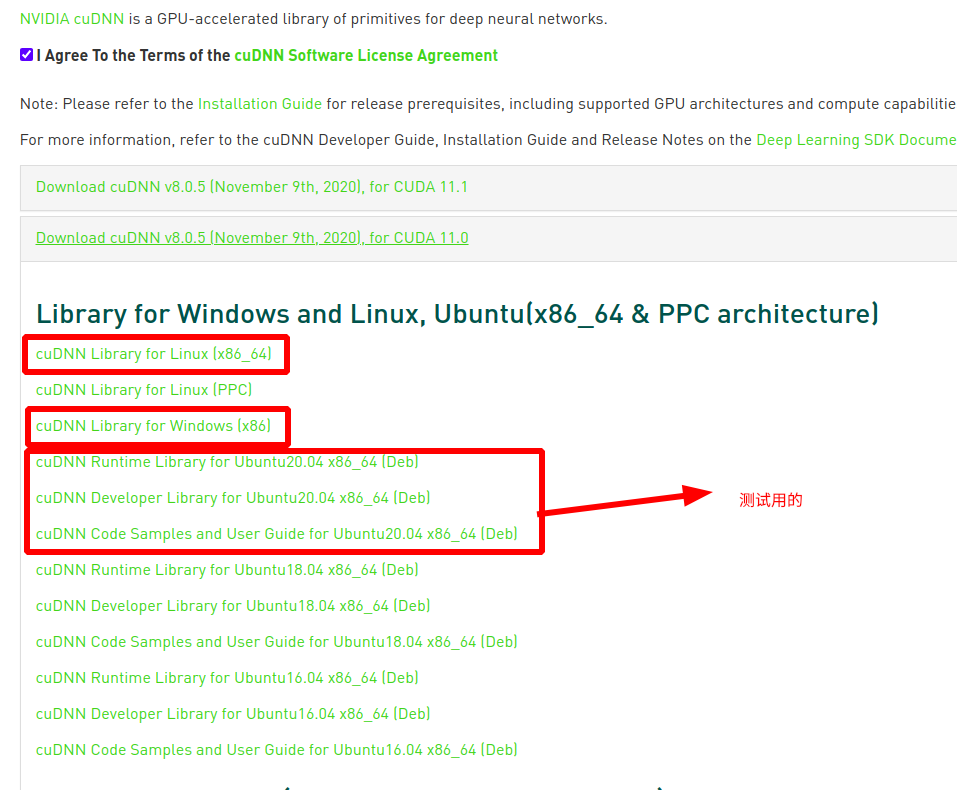 NVIDIA cuDNN is a GPU-accelerated library of primitives for deep neural networks.
I Agree To the Terms of the cuDNN Software License Agreement
Note: Please refer to the Installation Guide for release prerequisites, including supported GPU architectures and compute capabilitie
For more information, refer to the cuDNN Developer Guide, Installation Guide and Release Notes on the Deep Learning SDK Docume
Download cuDNN v8.0.5 (November 9th, 2020), for CUDA 11.1
Download cuDNN v8.0.5 (November 9th, 2020), for CUDA 11.0
Library for Windows and Linux, Ubuntu(x86_64 & PPC architecture)
cuDNN Library for Linux (x86_64)
cuDNN Library for Linux (PPC)
cuDNN Library for Windows (x86)
cuDNN Runtime Library for Ubuntu20.04 x86_64 (Deb)
cuDNN Developer Library for Ubuntu20.04 x86_64 (Deb)
测试用的
cuDNN Code Samples and User Guide for Ubuntu20.04 x86_64 (Deb)
cuDNN Runtime Library for Ubuntu18.04 x86_64 (Deb)
cuDNN Developer Library for Ubuntu18.04 x86_64 (Deb)
cuDNN Code Samples and User Guide for Ubuntu18.04 x86_64 (Deb)
cuDNN Runtime Library for Ubuntu16.04 x86_64 (Deb)
cuDNN Developer Library for Ubuntu16.04 x86_64 (Deb)
cuDNN Code Samples and User Guide for Ubuntu16.04 x86_64 (Deb)